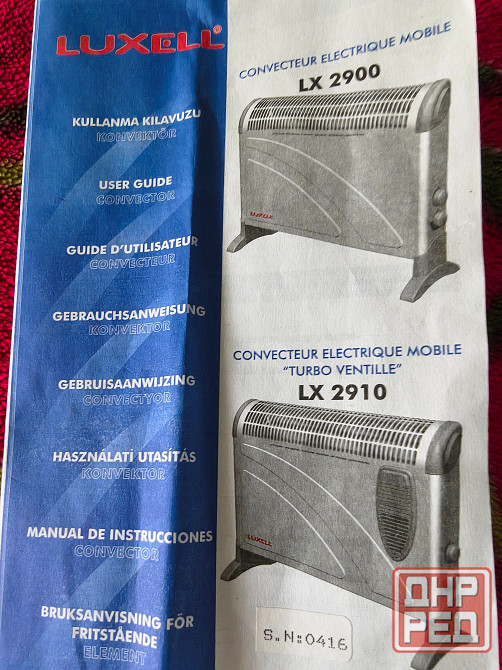 LUXELL®
KULLANMA KILAVUZU
KONVEKTÖR
USER GUIDE
CONVECTOR
GUIDE D'UTILISATEUR
CONVECTEUR
GEBRAUCHSANWEISUNG
KONVEKTOR
GEBRUISAANWIJZING
CONVECTYOR
HASZNALATİ UTASITÁS
KONVEKTOR
MANUAL DE INSTRUCCIONES
CONVECTOR
BRUKSANVISNING FÖR
FRITSTÅENDE
ELEMENT
CONVECTEUR ELECTRIQUE MOBILE
LX 2900
LUXELL
CONVECTEUR ELECTRIQUE MOBILE
“TURBO VENTILLE”
LX 2910
LUXELL
S.N:0416
ДНР
РЕД